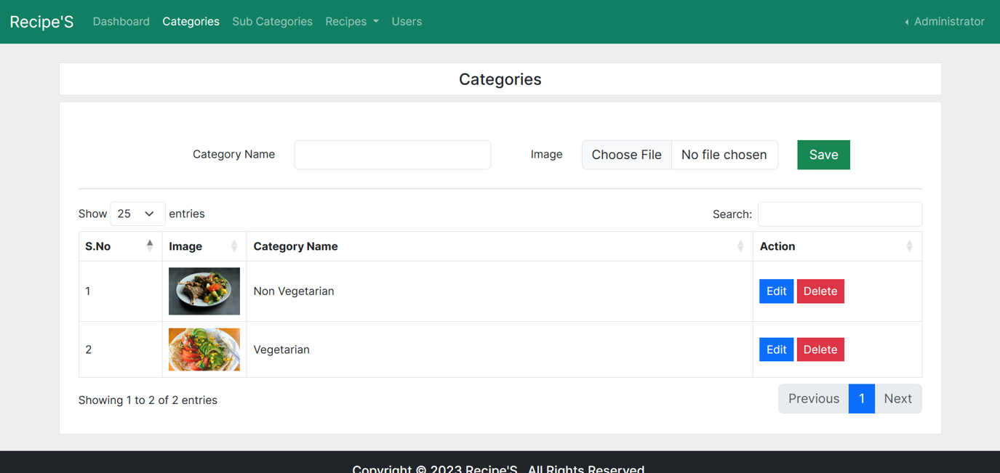 Recipe'S Dashboard Categories Sub Categories Recipes Users Administrator
Categories
Category Name Image Choose File No file chosen Save
Show 25 entries Search:
S.No Image Category Name Action
1 Non Vegetarian Edit Delete
2 Vegetarian Edit Delete
Showing 1 to 2 of 2 entries Previous 1 Next
Copyright © 2023 Recipe'S . All Rights Reserved